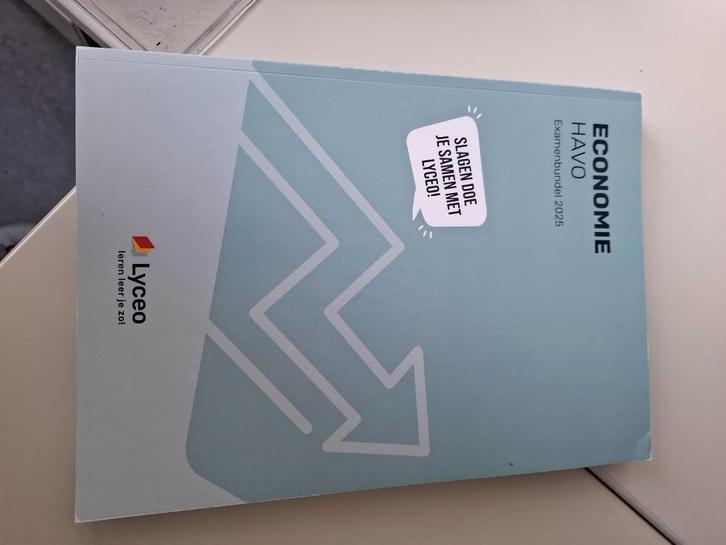 ECONOMIE
HAVO
Examenbundel 2025
SLAGEN DOE
JE SAMEN MET
LYCEO!
Lyceo
leren leer je zo!